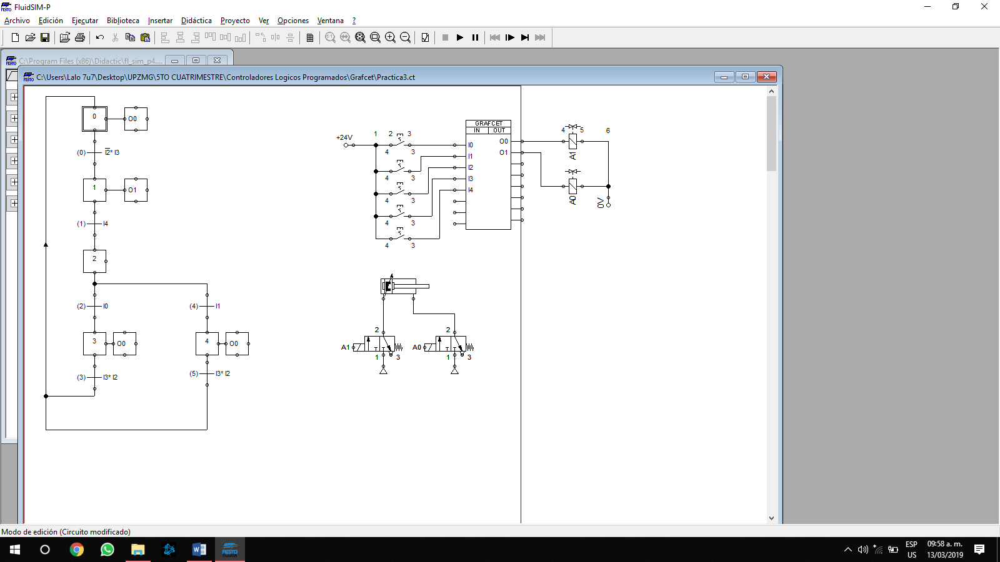 FluidSIM-P
Archivo Edición Ejecutar Biblioteca Insertar Didáctica Proyecto Ver Opciones Ventana ?
FESTO C:\Program Files (x86)\Didactic\fl_sim_p4....
FESTO C:\Users\Lalo 7u7\Desktop\UPZMG\5TO CUATRIMESTRE\Controladores Logicos Programados\Grafcet\Practica3.ct
0 O0
(0) I2* I3
1 O1
(1) I4
2
(2) I0 (4) I1
3 O0 4 O0
(3) I3* I2 (5) I3* I2
GRAFCET
IN OUT
+24V 1 2 3
4 3 I0 O0
4 3 I1 O1
4 3 I2
4 3 I3
4 3 I4
4 5 6
A1
A0
0V
2 2
A1 A0
1 3 1 3
Modo de edición (Circuito modificado)
FESTO
FluidSIM
ESP
US
09:58 a. m.
13/03/2019